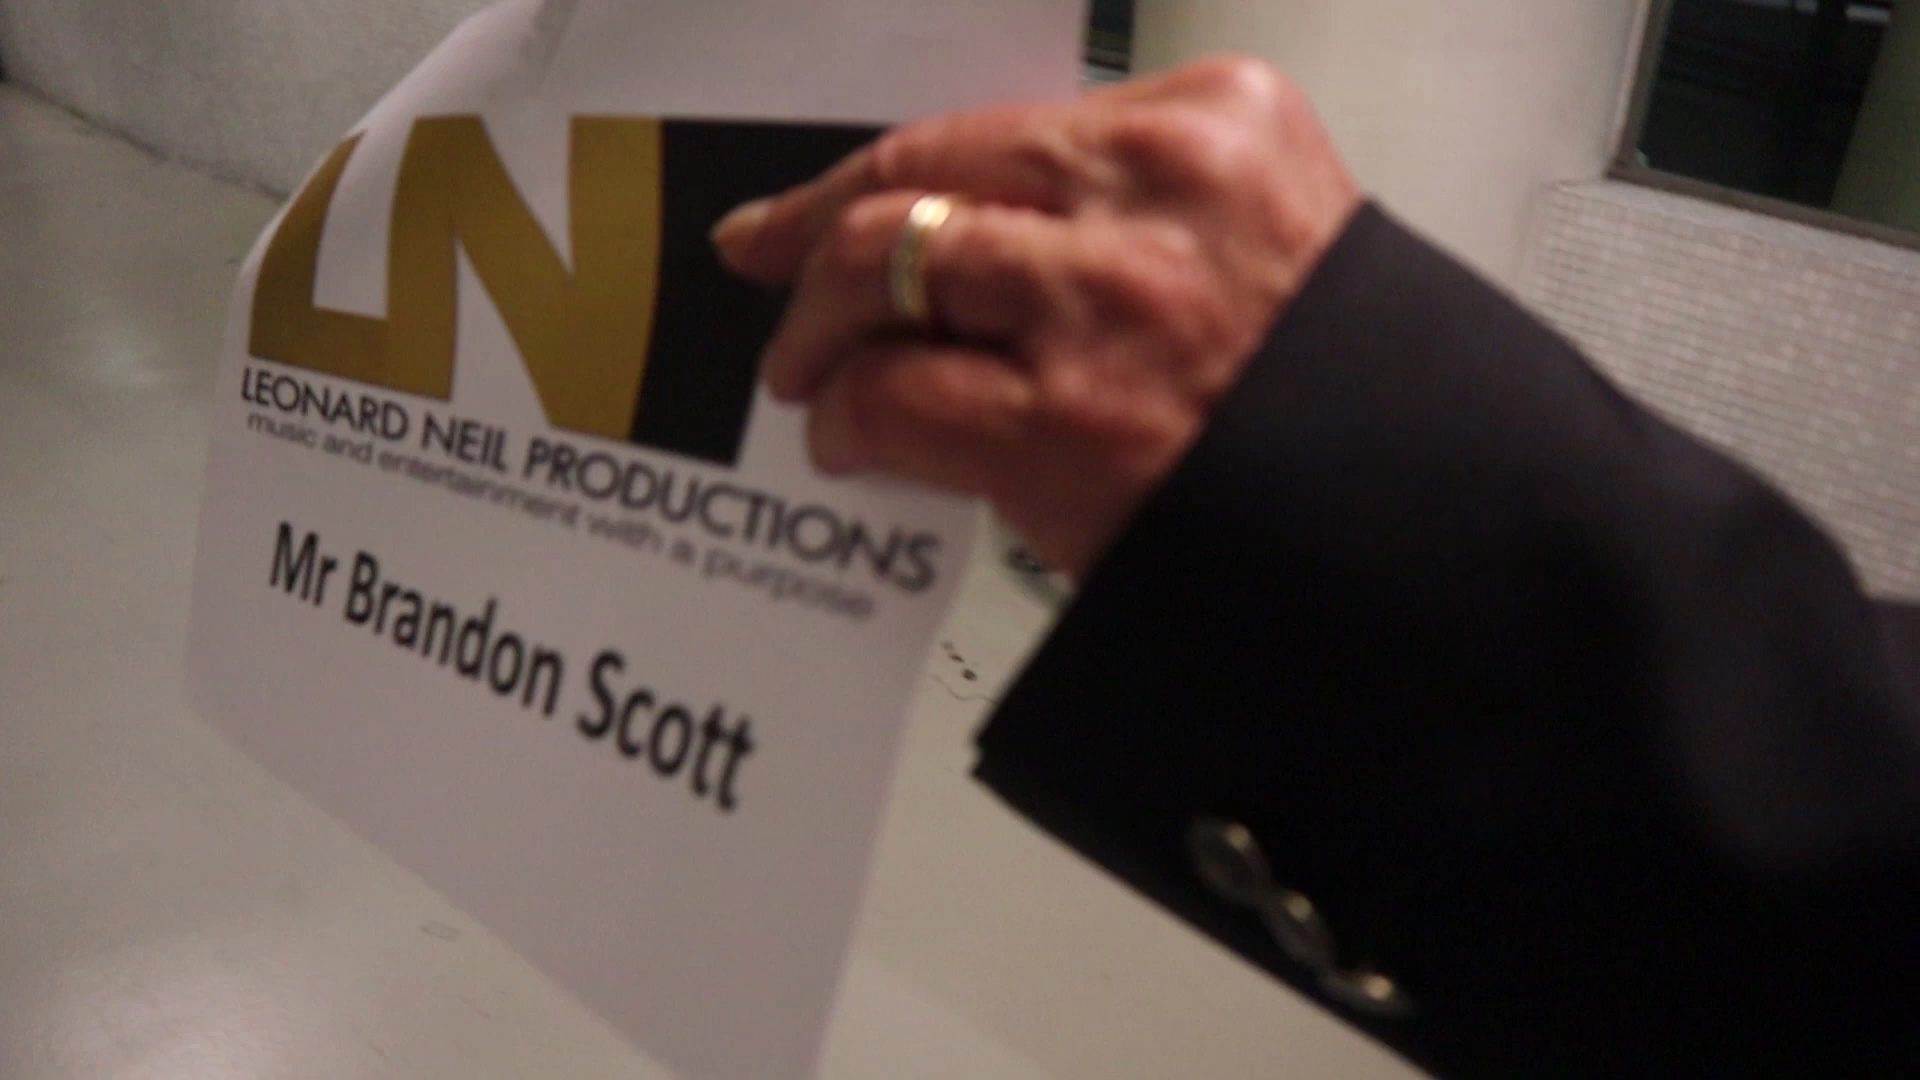 LN
LEONARD NEIL PRODUCTIONS
music and entertainment with a purpose
Mr Brandon Scott